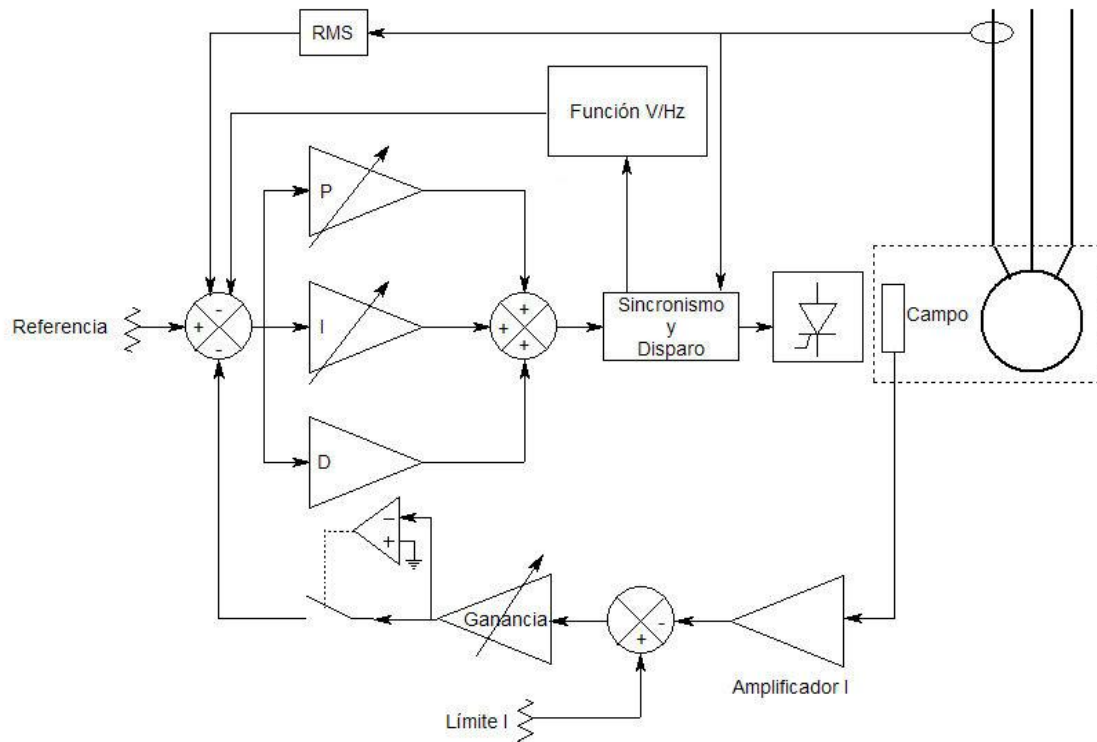 RMS
Función V/Hz
P
Referencia
+
-
-
I
+
+
+
Sincronismo
y
Disparo
Campo
D
-
+
Ganancia
-
+
Amplificador I
Límite I